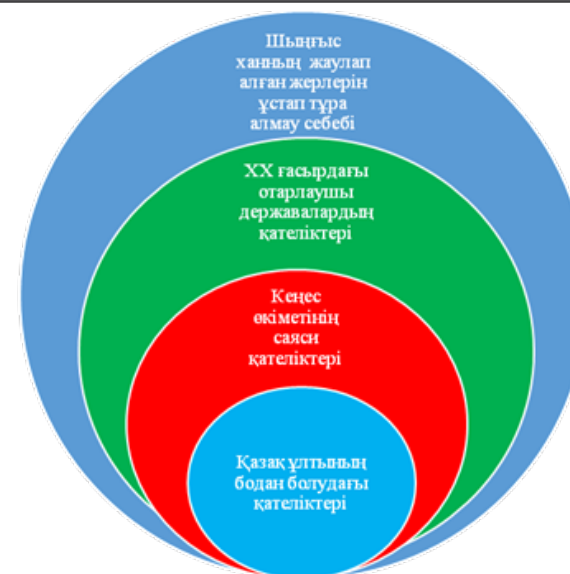 Шыңғыс
ханның жаулап
алған жерлерін
ұстап тұра
алмау себебі
ХХ ғасырдағы
отарлаушы
державалардың
қателіктері
Кеңес
өкіметінің
саяси
қателіктері
Қазақ ұлтының
бодан болудағы
қателіктері